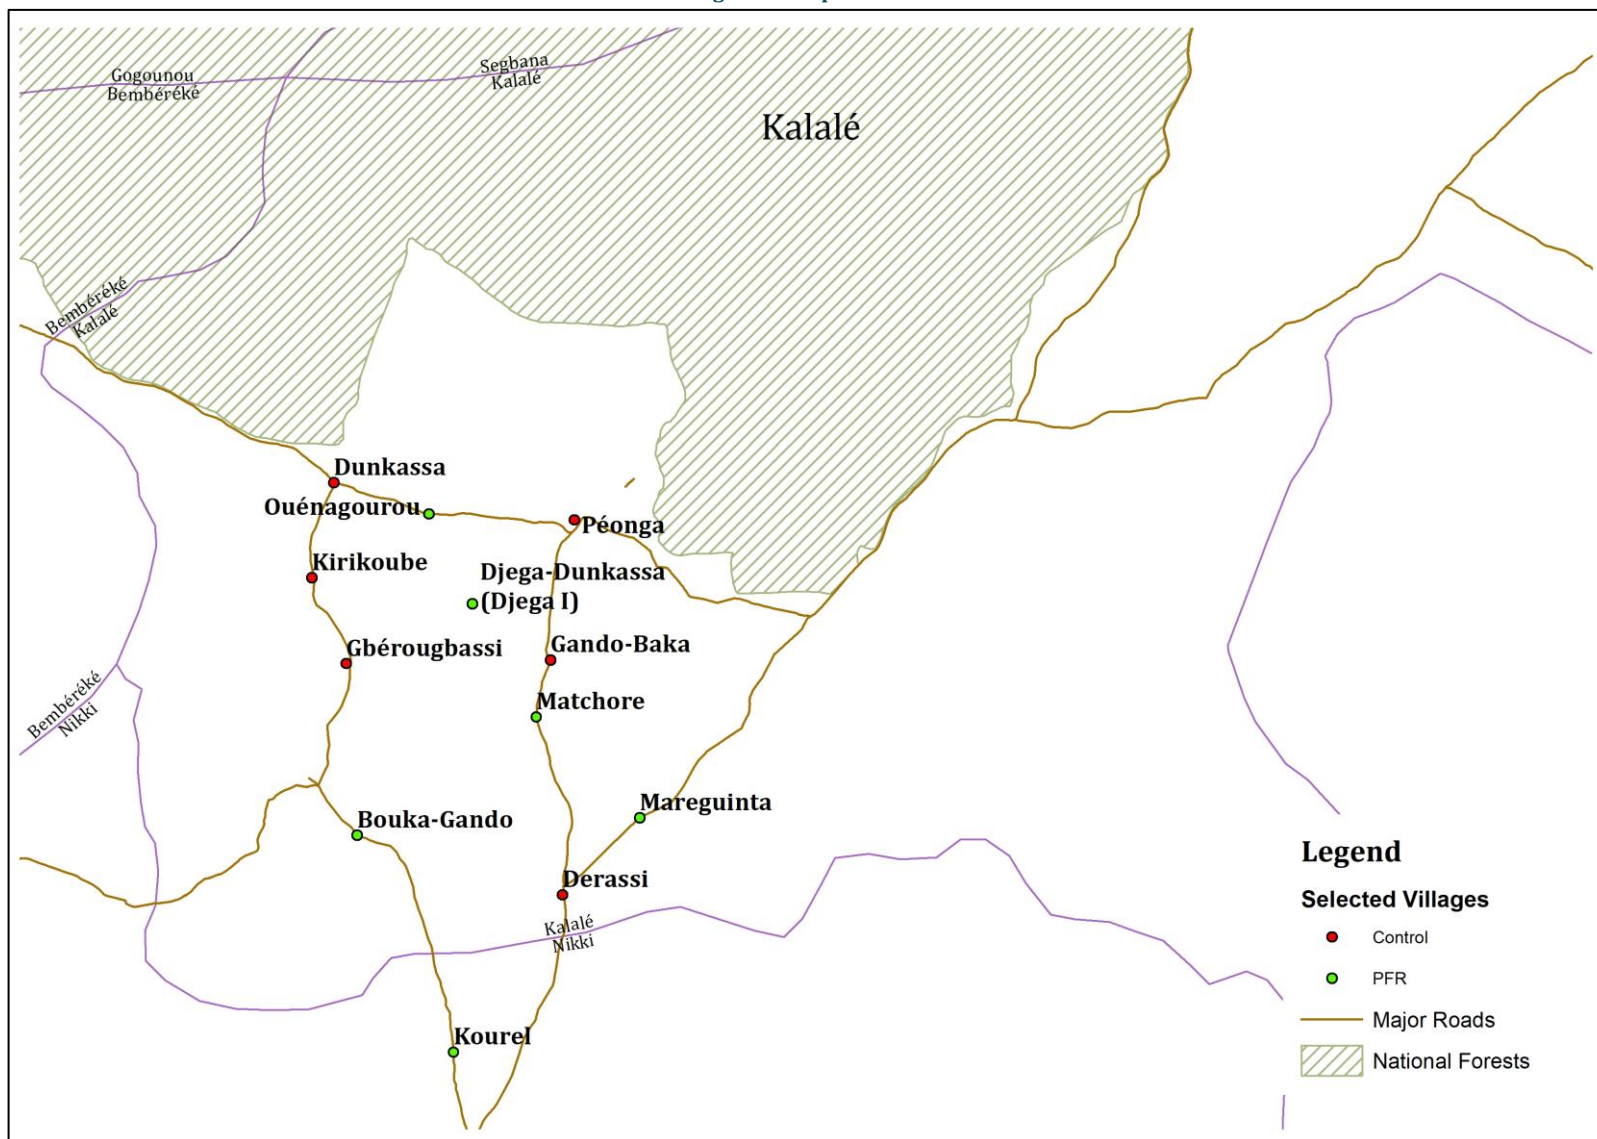 Gogounou
Bembéréké
Segbana
Kalalé
Kalalé
Bembéréké
Kalalé
Dunkassa
Ouénagourou
Péonga
Kirikoube
Djega-Dunkassa
(Djega I)
Gbérougbassi
Gando-Baka
Bembéréké
Nikki
Matchore
Mareguinta
Bouka-Gando
Derassi
Kalalé
Nikki
Kourel
Legend
Selected Villages
Control
PFR
Major Roads
National Forests